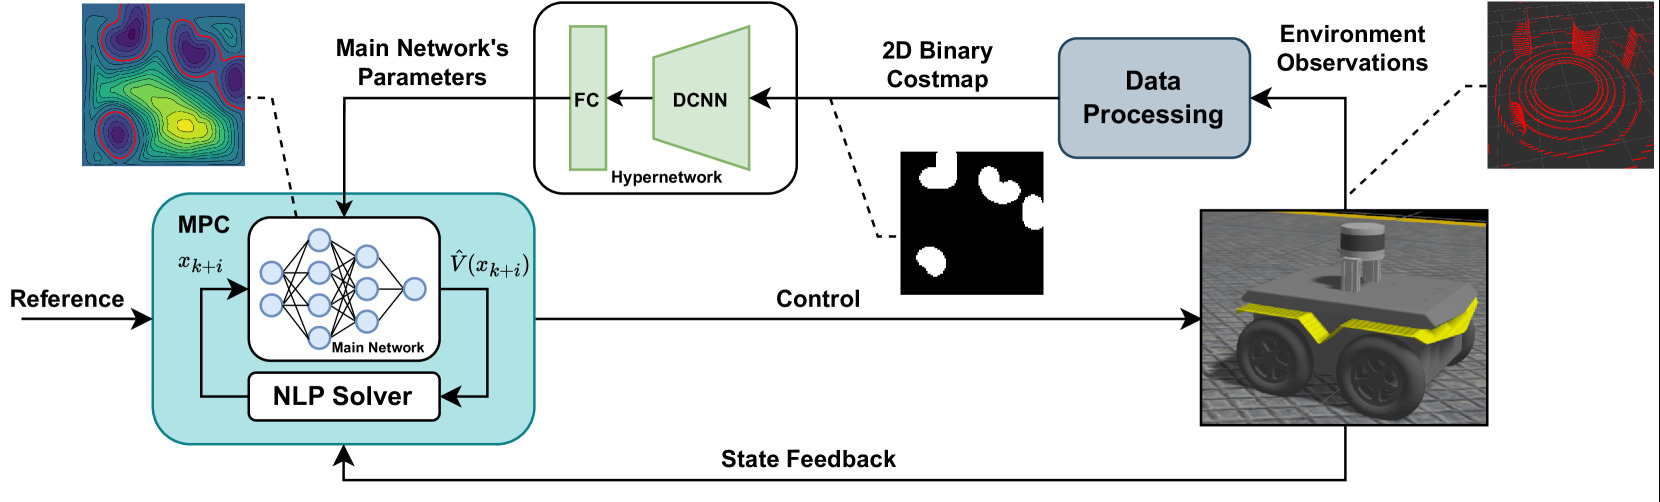 Main Network's
Parameters
FC
DCNN
Hypernetwork
2D Binary
Costmap
Data
Processing
Environment
Observations
MPC
$x_{k+i}$
$\hat{V}(x_{k+i})$
Main Network
NLP Solver
Reference
Control
State Feedback